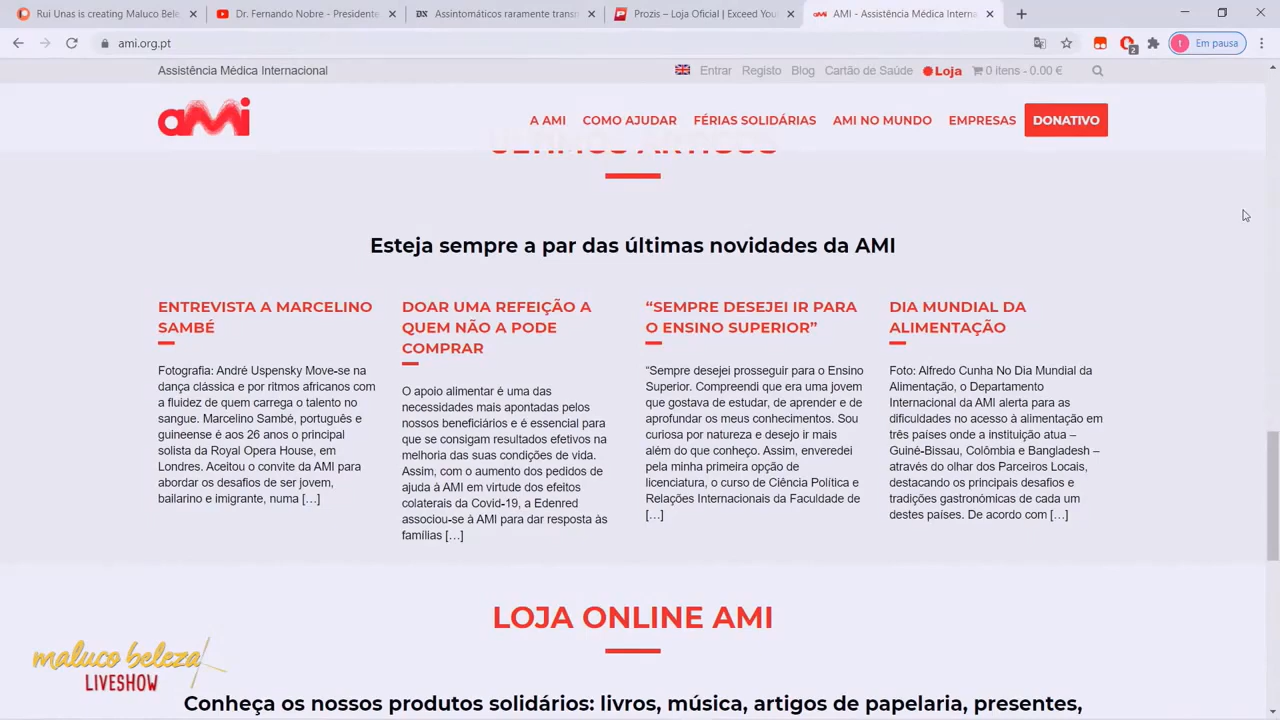 Rui Unas is creating Maluco Bele
Dr. Fernando Nobre - Presidente
Assintomáticos raramente transm
Prozis – Loja Oficial | Exceed You
AMI - Assistência Médica Interna
ami.org.pt
2
t Em pausa
Assistência Médica Internacional
Entrar Registo Blog Cartão de Saúde Loja 0 itens - 0.00 €
aMi
A AMI COMO AJUDAR FÉRIAS SOLIDÁRIAS AMI NO MUNDO EMPRESAS DONATIVO
ÚLTIMOS ARTIGOS
Esteja sempre a par das últimas novidades da AMI
ENTREVISTA A MARCELINO
SAMBÉ
Fotografia: André Uspensky Move-se na
dança clássica e por ritmos africanos com
a fluidez de quem carrega o talento no
sangue. Marcelino Sambé, português e
guineense é aos 26 anos o principal
solista da Royal Opera House, em
Londres. Aceitou o convite da AMI para
abordar os desafios de ser jovem,
bailarino e imigrante, numa […]
DOAR UMA REFEIÇÃO A
QUEM NÃO A PODE
COMPRAR
O apoio alimentar é uma das
necessidades mais apontadas pelos
nossos beneficiários e é essencial para
que se consigam resultados efetivos na
melhoria das suas condições de vida.
Assim, com o aumento dos pedidos de
ajuda à AMI em virtude dos efeitos
colaterais da Covid-19, a Edenred
associou-se à AMI para dar resposta às
famílias […]
“SEMPRE DESEJEI IR PARA
O ENSINO SUPERIOR”
“Sempre desejei prosseguir para o Ensino
Superior. Compreendi que era uma jovem
que gostava de estudar, de aprender e de
aprofundar os meus conhecimentos. Sou
curiosa por natureza e desejo ir mais
além do que conheço. Assim, enveredei
pela minha primeira opção de
licenciatura, o curso de Ciência Política e
Relações Internacionais da Faculdade de
[…]
DIA MUNDIAL DA
ALIMENTAÇÃO
Foto: Alfredo Cunha No Dia Mundial da
Alimentação, o Departamento
Internacional da AMI alerta para as
dificuldades no acesso à alimentação em
três países onde a instituição atua –
Guiné-Bissau, Colômbia e Bangladesh –
através do olhar dos Parceiros Locais,
destacando os principais desafios e
tradições gastronómicas de cada um
destes países. De acordo com […]
LOJA ONLINE AMI
maluco beleza
LIVESHOW
Conheça os nossos produtos solidários: livros, música, artigos de papelaria, presentes,